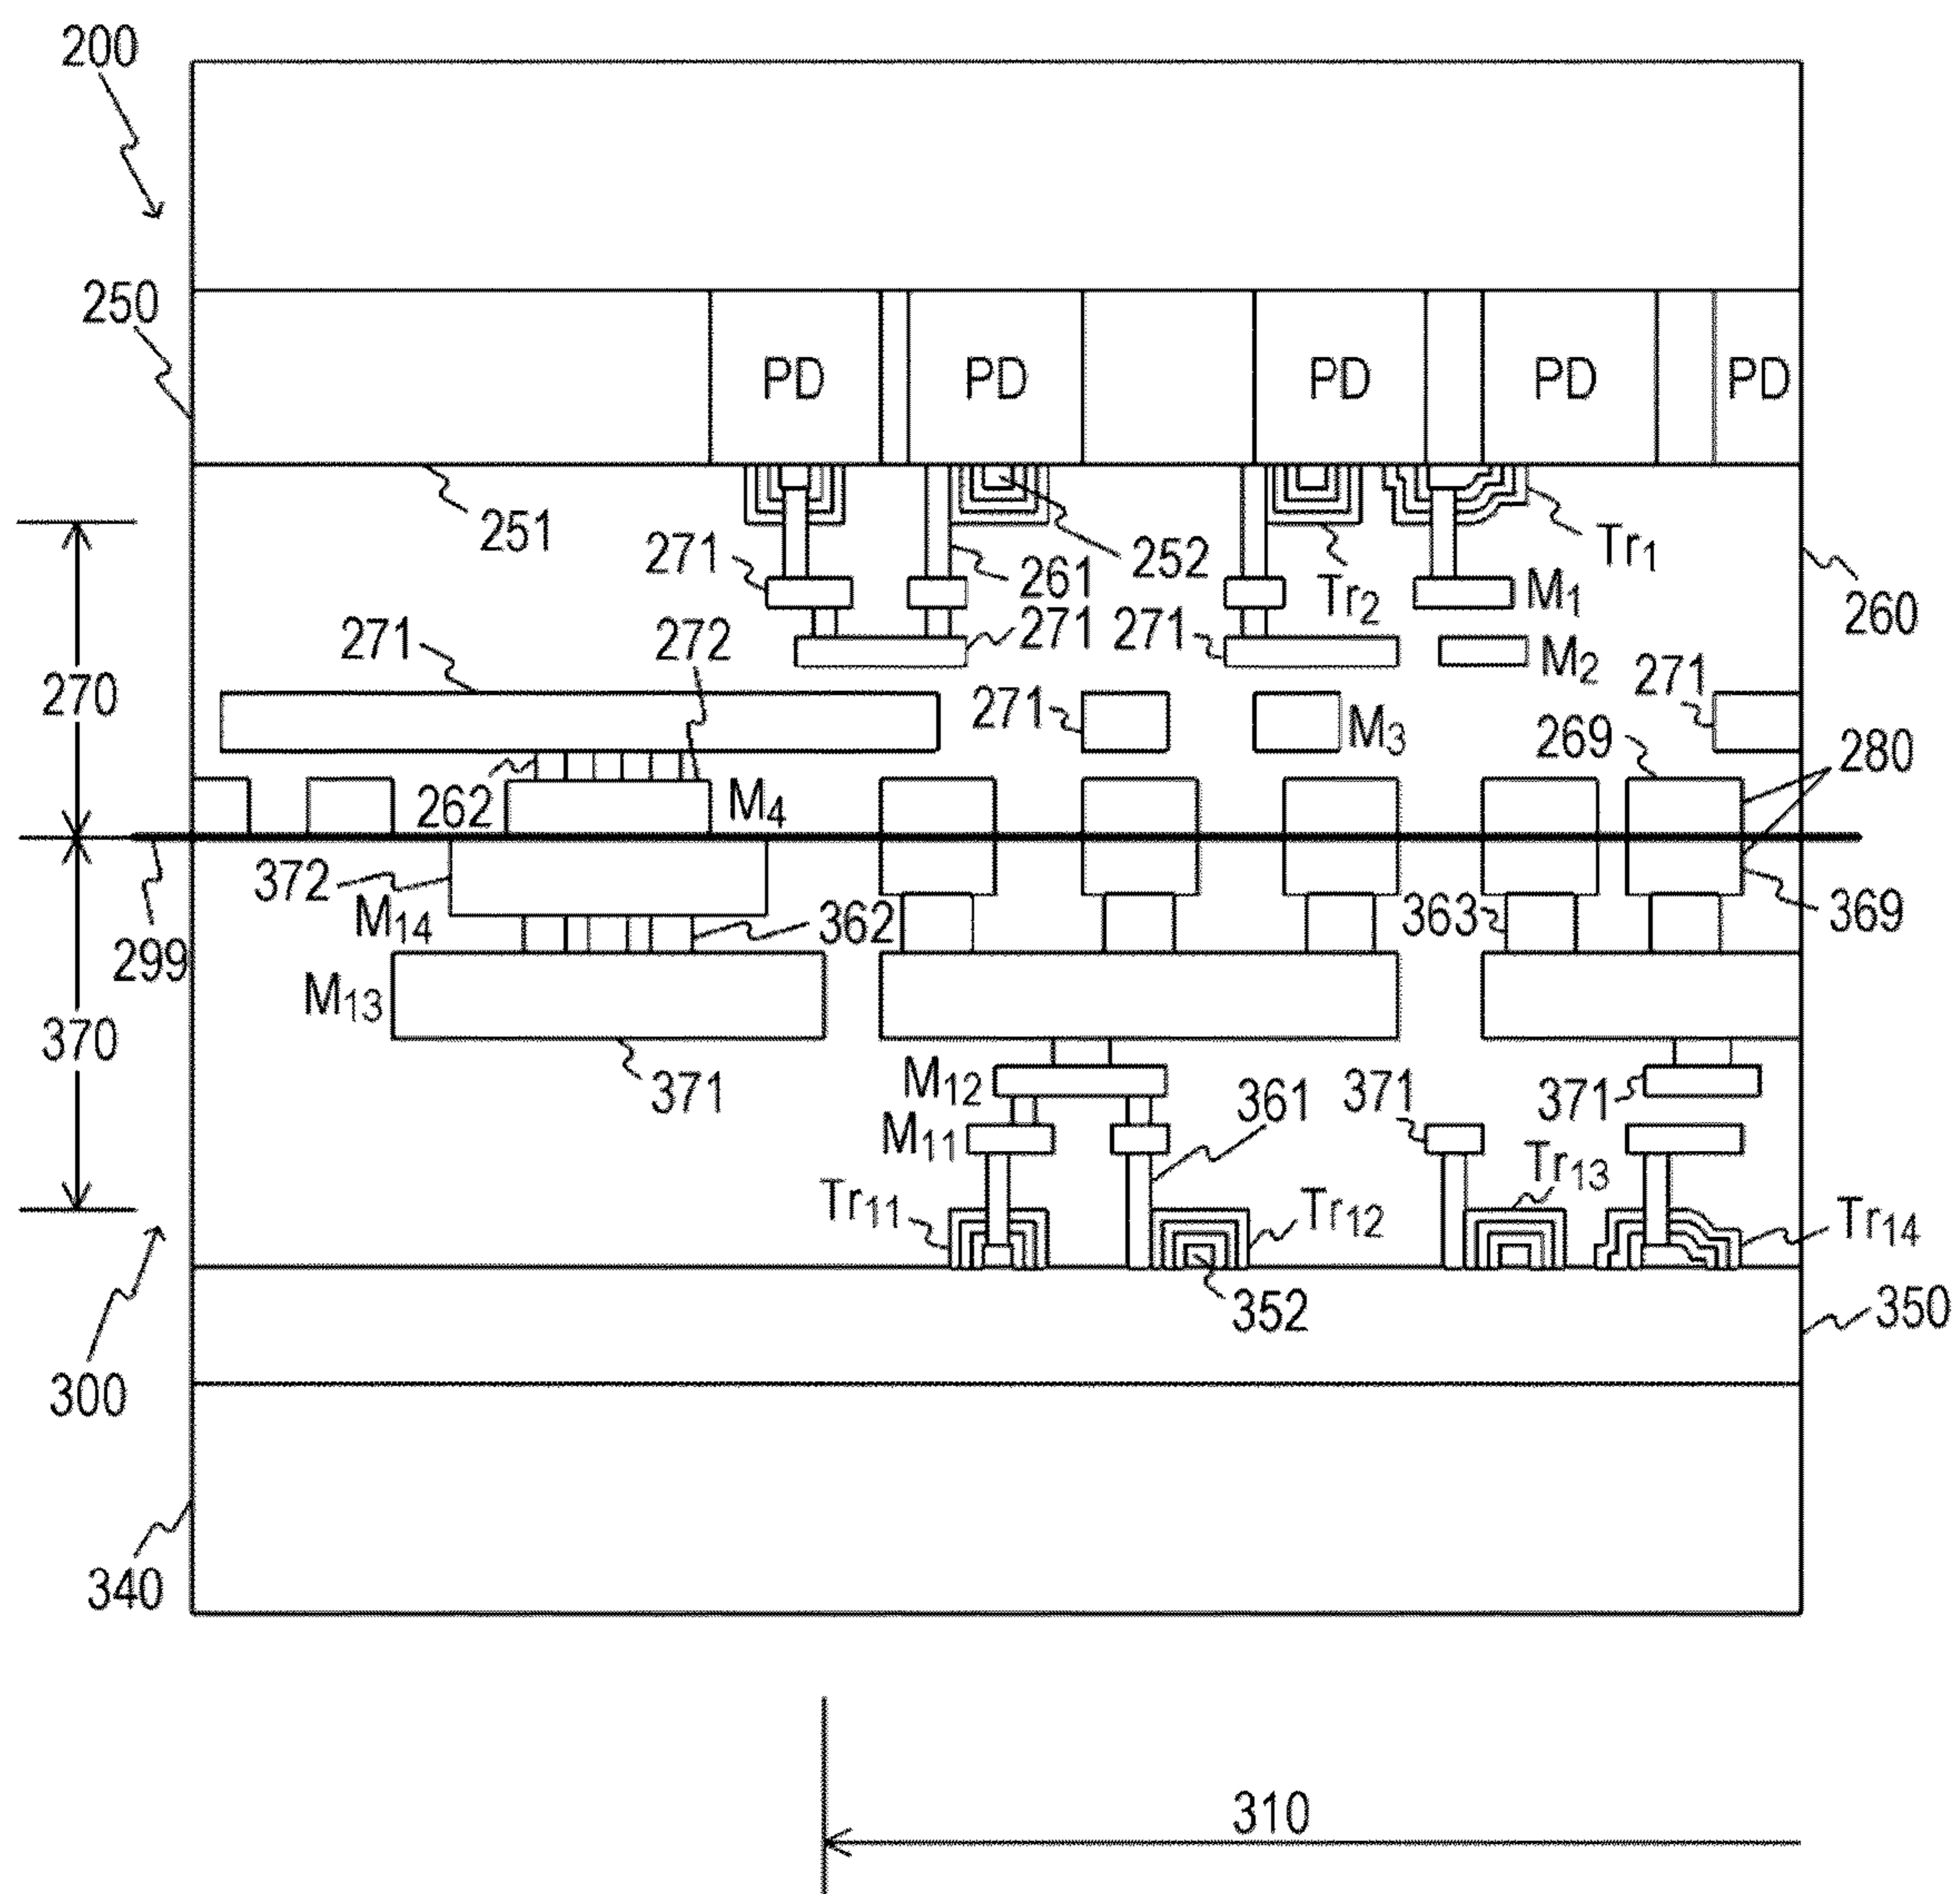 200
250
PD PD PD PD PD
251
271 261 252 Tr2 Tr1
M1
260
271 272 271 271 M2 271
270
271 M3 269 280
262 M4
372 M14 362 363 369
299
M13
370
371 M12 361 371 371
M11
Tr11 Tr12 Tr13 Tr14
352
350
300
340
310